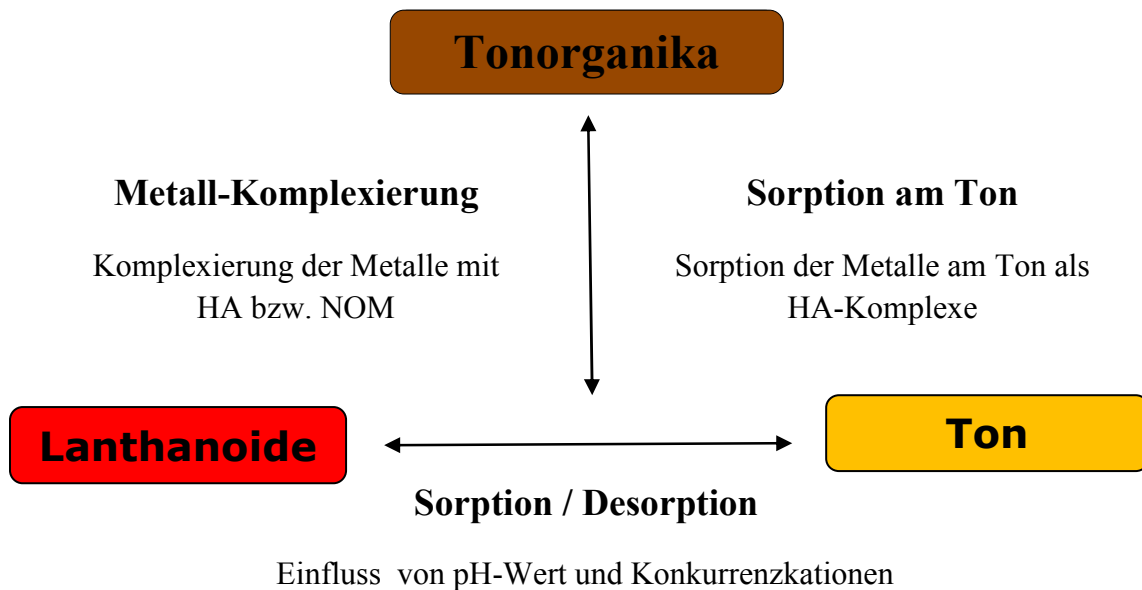 Tonorganika
Metall-Komplexierung
Komplexierung der Metalle mit
HA bzw. NOM
Sorption am Ton
Sorption der Metalle am Ton als
HA-Komplexe
Lanthanoide
Ton
Sorption / Desorption
Einfluss von pH-Wert und Konkurrenzkationen